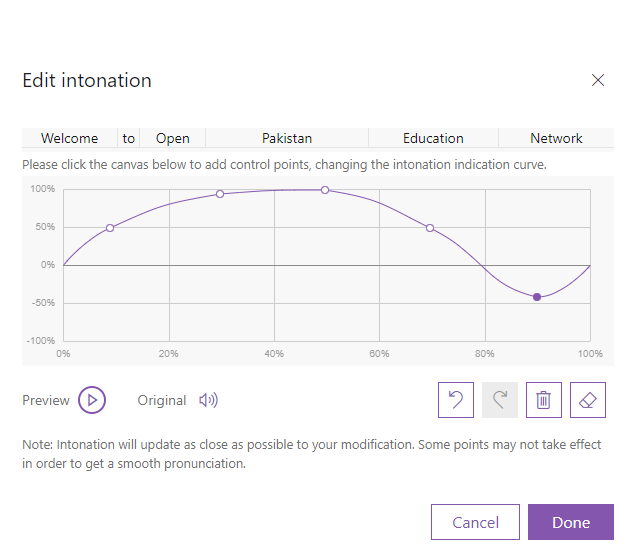 Edit intonation
Welcome to Open Pakistan Education Network
Please click the canvas below to add control points, changing the intonation indication curve.
100%
50%
0%
-50%
-100%
0% 20% 40% 60% 80% 100%
Preview Original
Note: Intonation will update as close as possible to your modification. Some points may not take effect
in order to get a smooth pronunciation.
Cancel Done